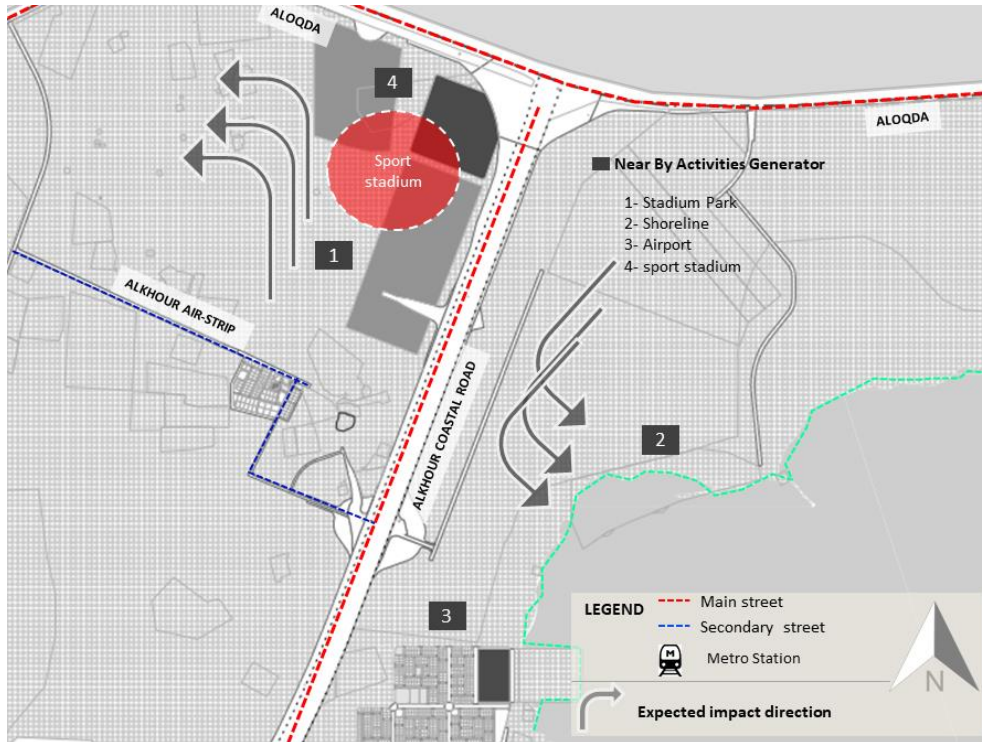 ALOQDA
4
Sport
stadium
ALOQDA
Near By Activities Generator
1- Stadium Park
2- Shoreline
3- Airport
4- sport stadium
1
ALKHOUR AIR-STRIP
ALKHOUR COASTAL ROAD
2
3
LEGEND
Main street
Secondary street
M
Metro Station
N
Expected impact direction